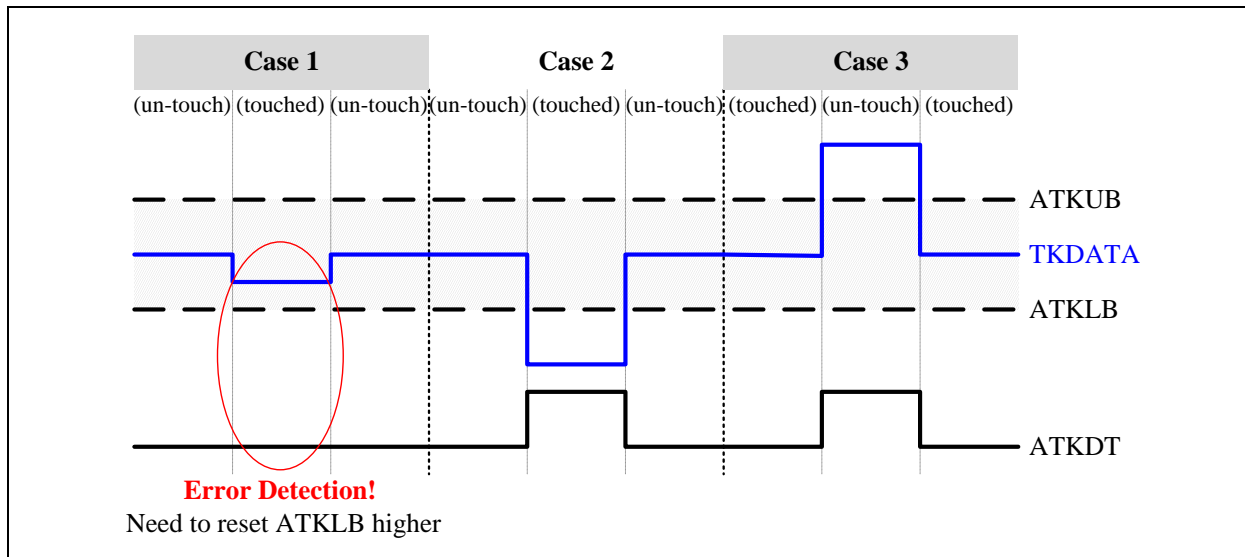 Case 1 Case 2 Case 3
(un-touch) (touched) (un-touch) (un-touch) (touched) (un-touch) (touched) (un-touch) (touched)
ATKUB
TKDATA
ATKLB
ATKDT
Error Detection!
Need to reset ATKLB higher